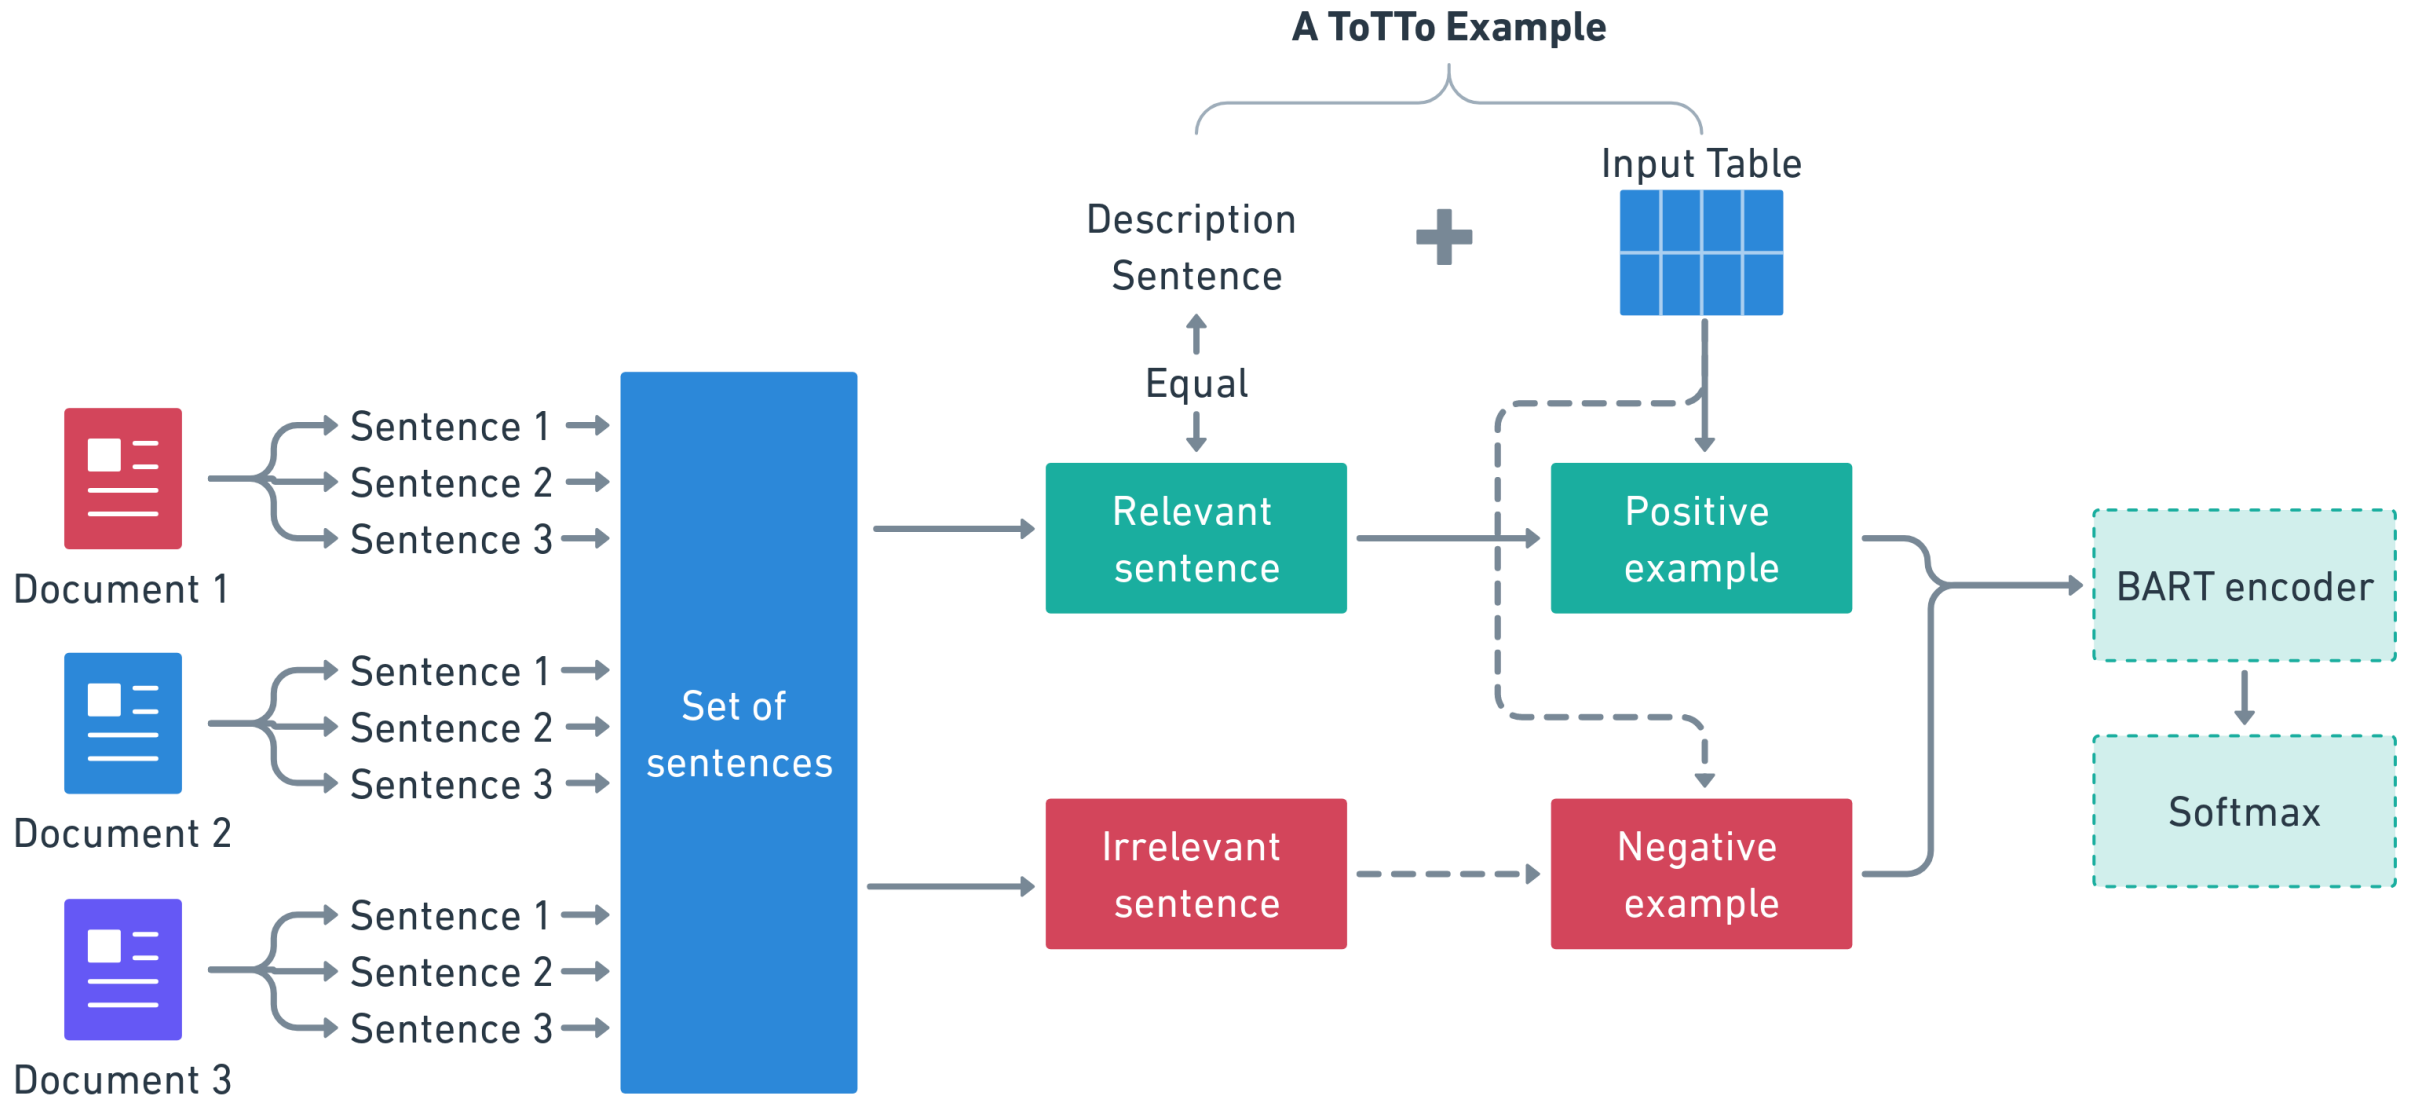 A ToTTo Example
Input Table
Description
Sentence
Equal
Sentence 1
Sentence 2
Sentence 3
Document 1
Sentence 1
Sentence 2
Sentence 3
Document 2
Sentence 1
Sentence 2
Sentence 3
Document 3
Set of
sentences
Relevant
sentence
Positive
example
Irrelevant
sentence
Negative
example
BART encoder
Softmax